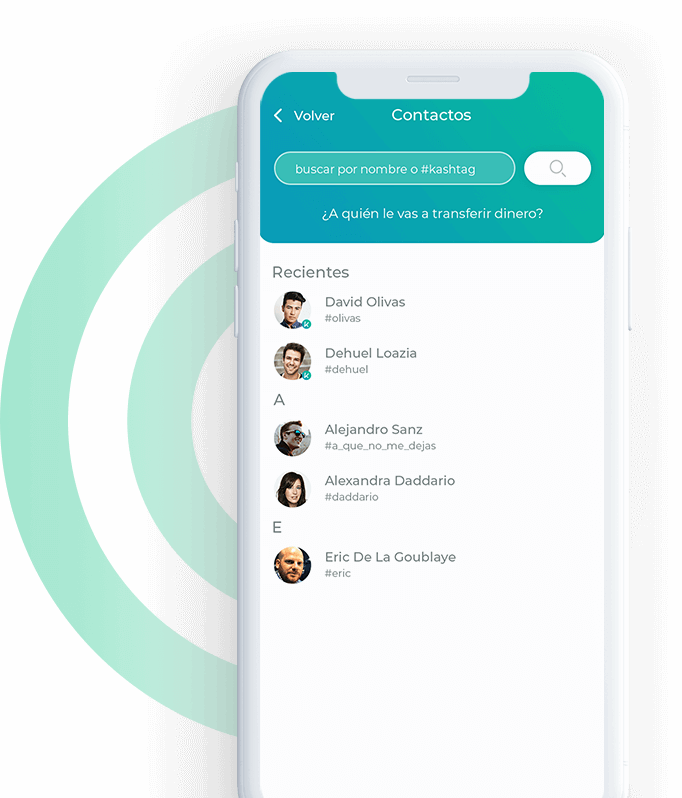 Volver
Contactos
buscar por nombre o #kashtag
¿A quién le vas a transferir dinero?
Recientes
David Olivas
#olivas
Dehuel Loazia
#dehuel
A
Alejandro Sanz
#a_que_no_me_dejas
Alexandra Daddario
#daddario
E
Eric De La Goublaye
#eric